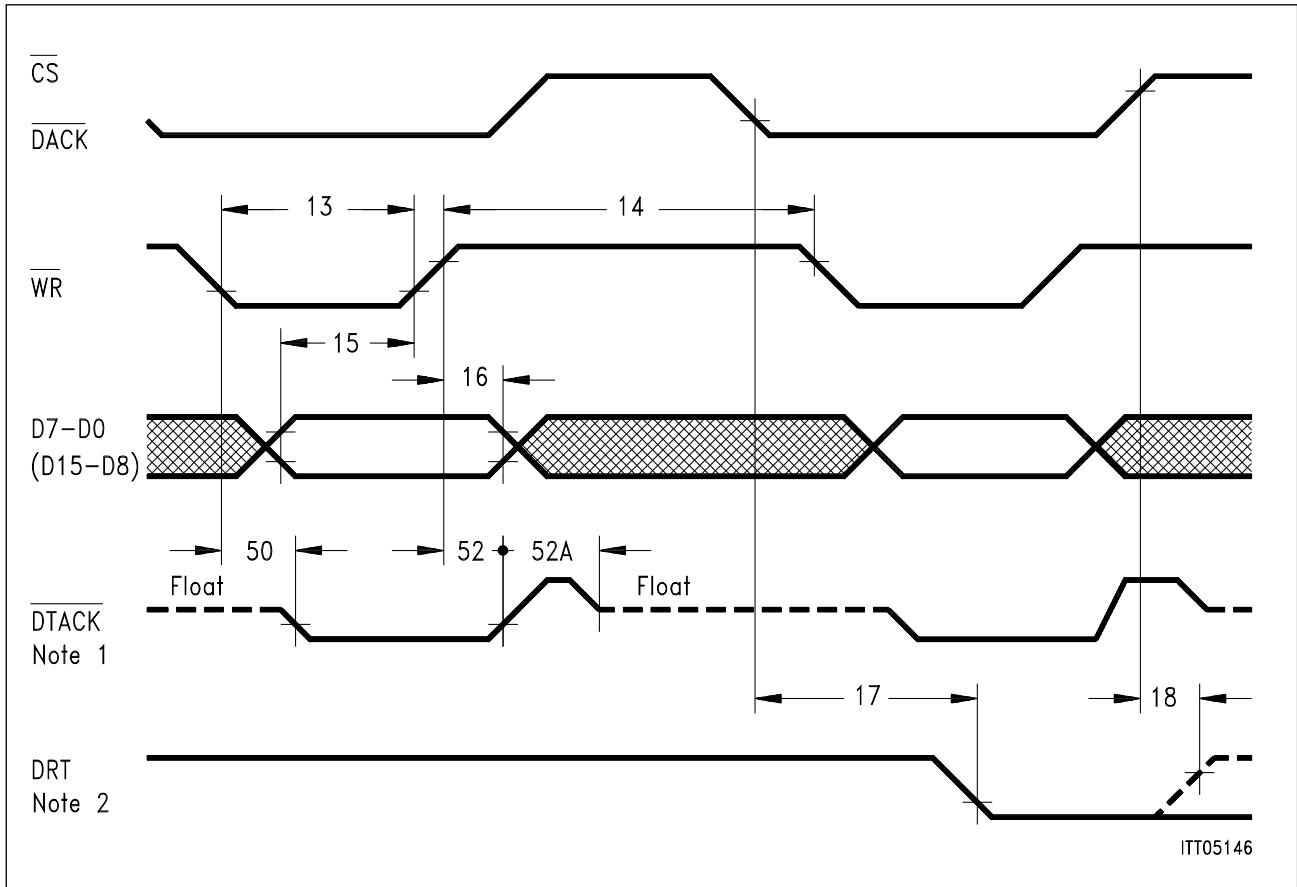 CS
DACK
13
14
WR
15
16
D7-D0
(D15-D8)
50
52
52A
Float
Float
DTACK
Note 1
17
18
DRT
Note 2
ITT05146